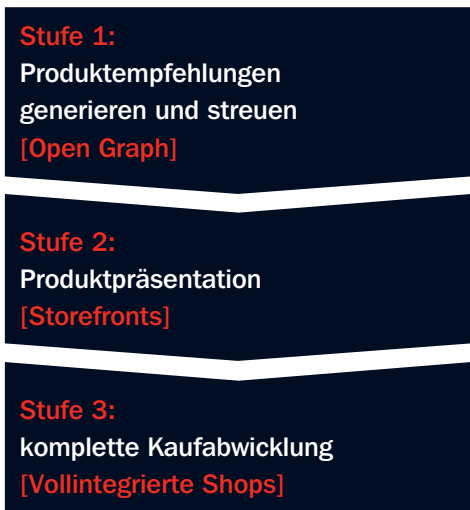 Stufe 1:
Produktempfehlungen
generieren und streuen
[Open Graph]
Stufe 2:
Produktpräsentation
[Storefronts]
Stufe 3:
komplette Kaufabwicklung
[Vollintegrierte Shops]